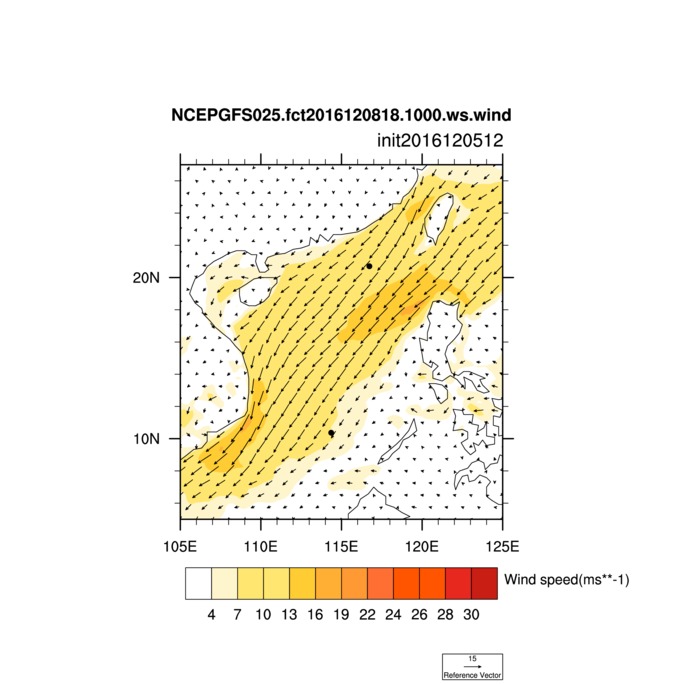 NCEPGFS025.fct2016120818.1000.ws.wind
init2016120512
20N
10N
105E 110E 115E 120E 125E
Wind speed(ms**-1)
4 7 10 13 16 19 22 24 26 28 30
15
Reference Vector